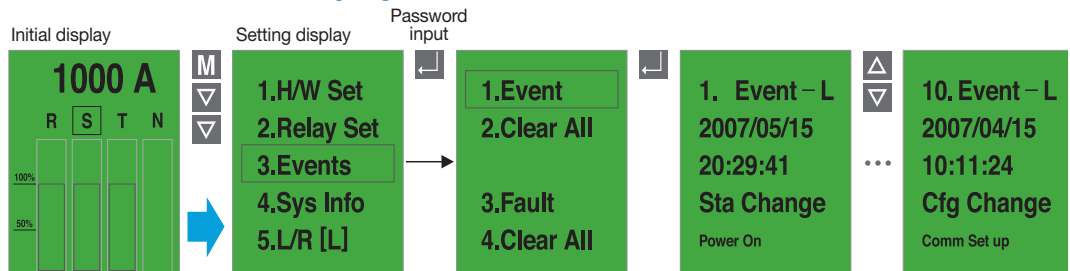 Initial display
1000 A
R S T N
100%
50%
M
Setting display
1.H/W Set
2.Relay Set
3.Events
4.Sys Info
5.L/R [L]
Password
input
1.Event
2.Clear All
3.Fault
4.Clear All
1. Event－L
2007/05/15
20:29:41
Sta Change
Power On
...
10. Event－L
2007/04/15
10:11:24
Cfg Change
Comm Set up